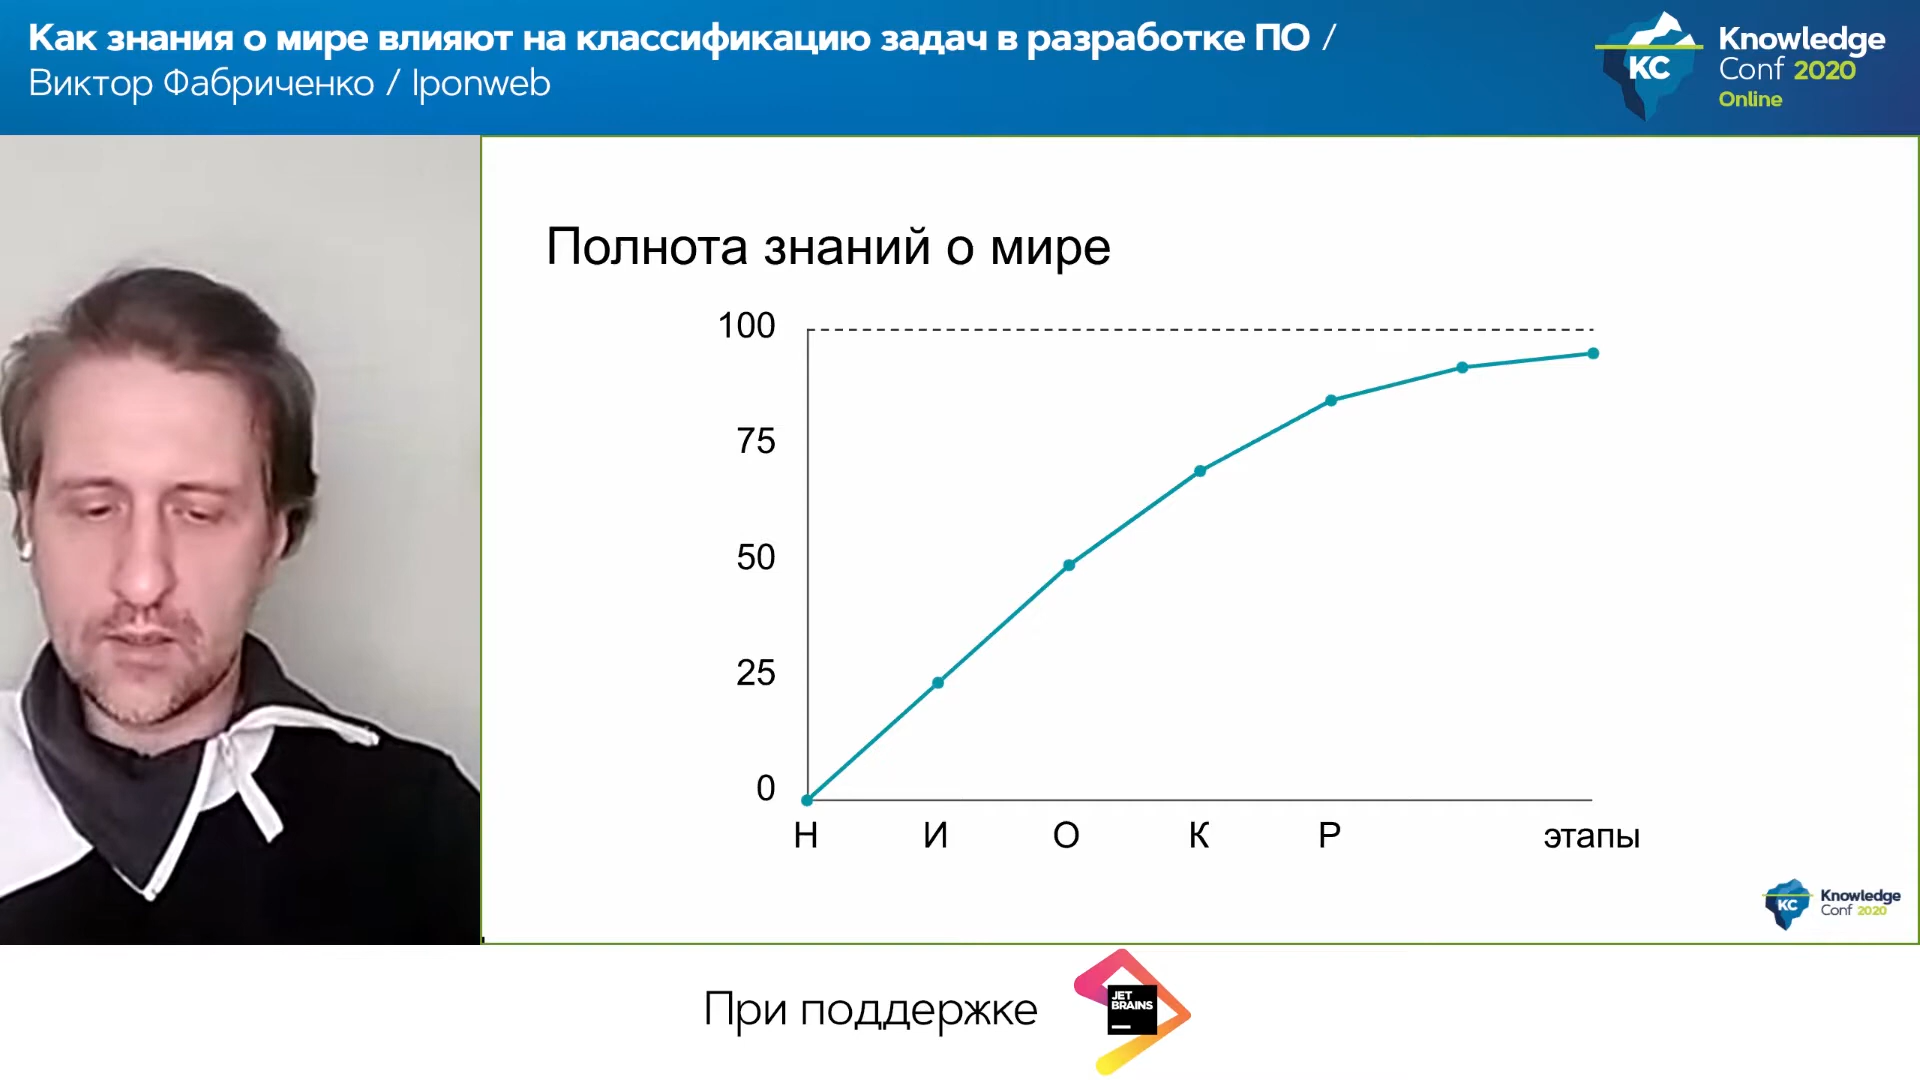 Как знания о мире влияют на классификацию задач в разработке ПО /
Виктор Фабриченко / Iponweb
KC
Knowledge
Conf 2020
Online
Полнота знаний о мире
100
75
50
25
0
Н И О К Р этапы
KC
Knowledge
Conf 2020
При поддержке
JET
BRAINS